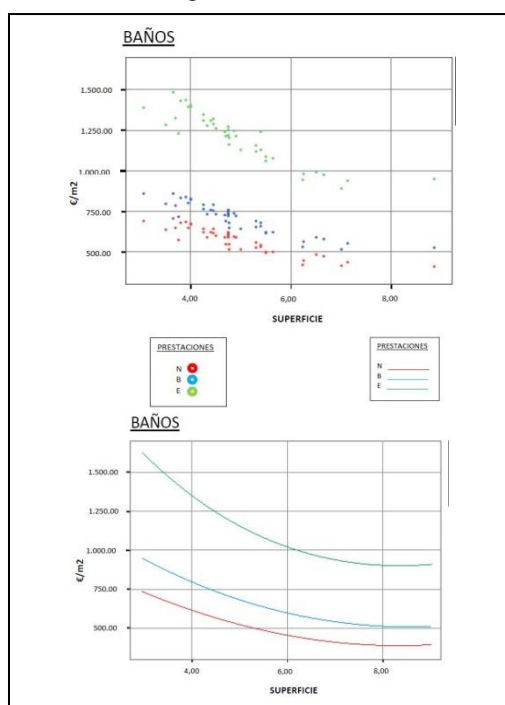 BAÑOS
1.500.00
1.250.00
1.000.00
750.00
500.00
€/m2
4,00 6,00 8,00
SUPERFICIE
PRESTACIONES
N
B
E
PRESTACIONES
N
B
E
BAÑOS
1.500.00
1.250.00
1.000.00
750.00
500.00
€/m2
4,00 6,00 8,00
SUPERFICIE